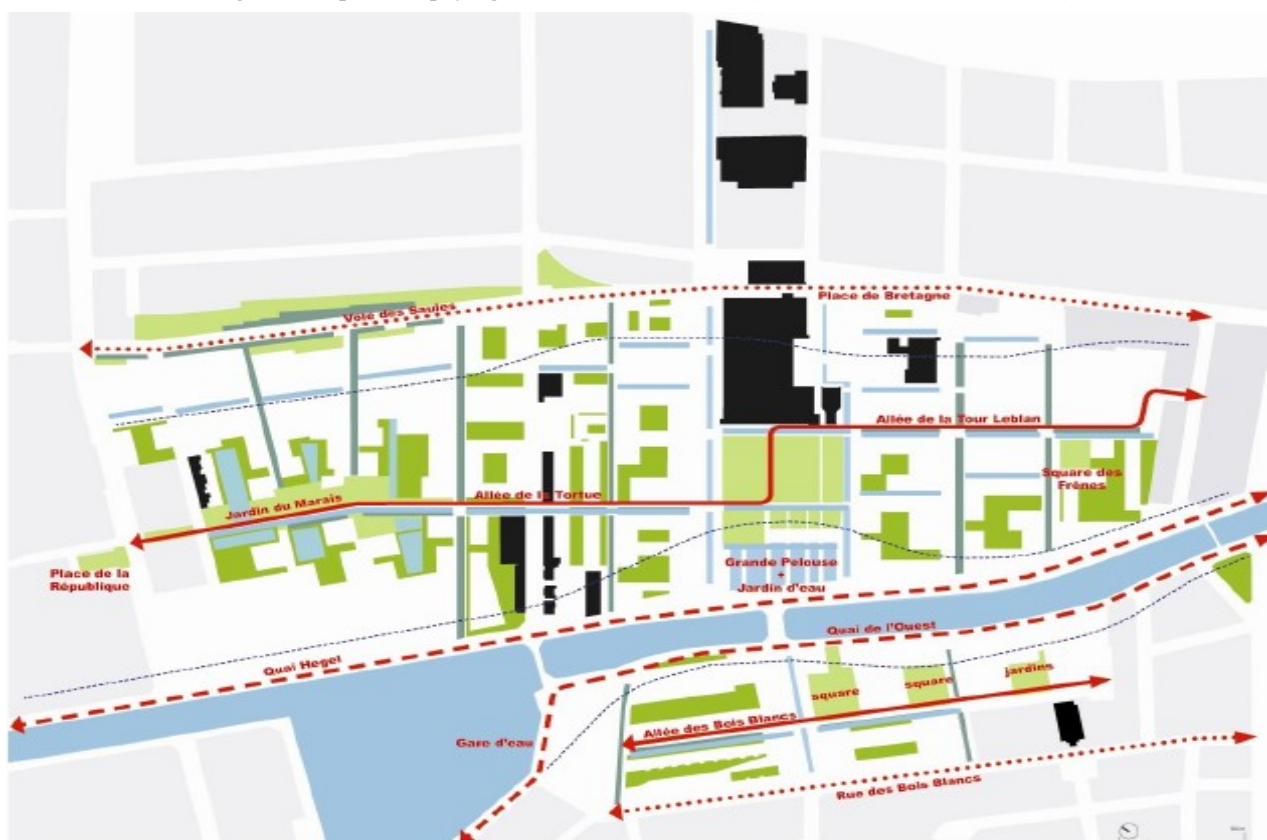 Voie des Saules
Place de Bretagne
Allée de la Tour Leblan
Square des
Frênes
Allée de la Tortue
Jardin du Marais
Place de la
République
Grande Pelouse
+
Jardin d'eau
Quai de l'Ouest
Quai Hegel
jardins
square
square
Allée des Bois Blancs
Gare d'eau
Rue des Bois Blancs